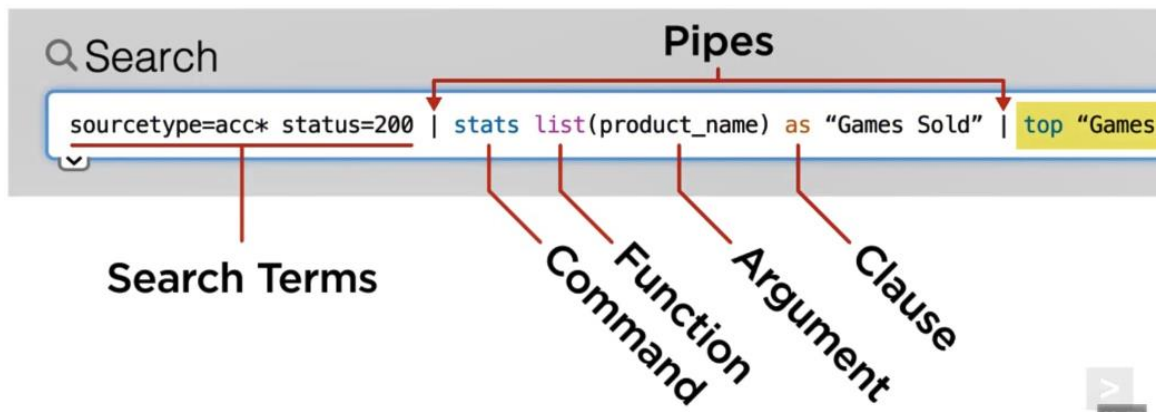 Pipes
Search
sourcetype=acc* status=200 | stats list(product_name) as “Games Sold” | top “Games
Search Terms
Command
Function
Argument
Clause
>